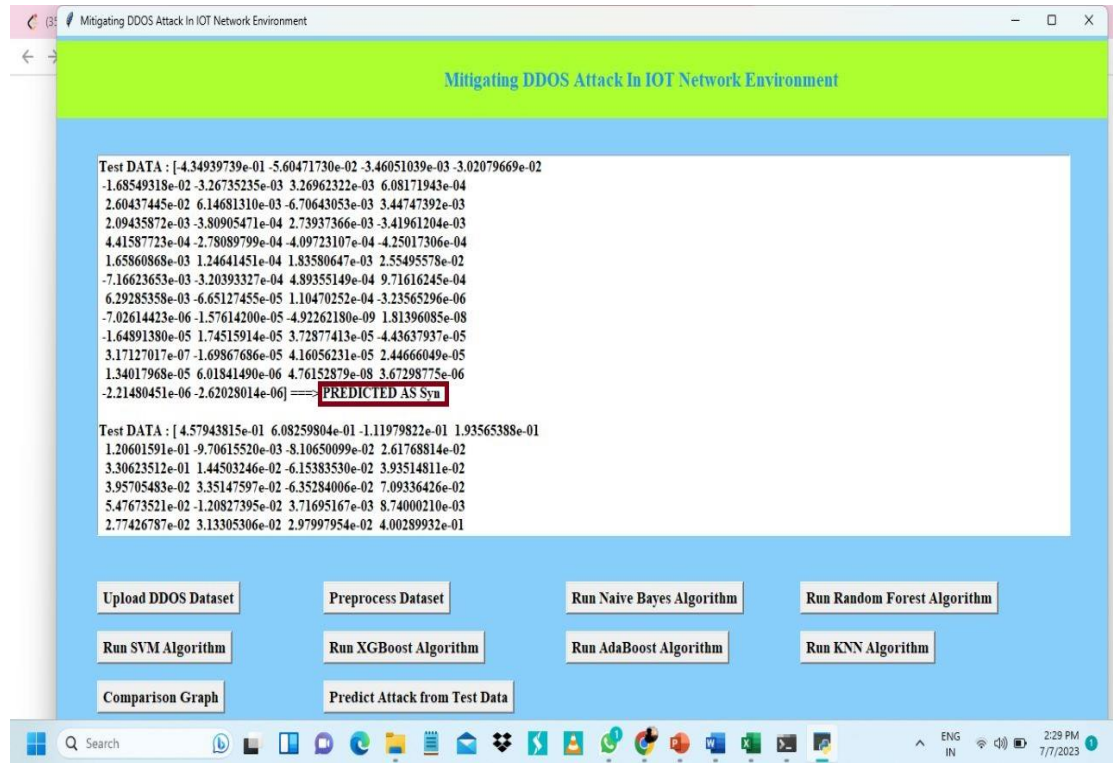 (35
Mitigating DDOS Attack In IOT Network Environment
Mitigating DDOS Attack In IOT Network Environment
Test DATA : [-4.34939739e-01 -5.60471730e-02 -3.46051039e-03 -3.02079669e-02
-1.68549318e-02 -3.26735235e-03 3.26962322e-03 6.08171943e-04
2.60437445e-02 6.14681310e-03 -6.70643053e-03 3.44747392e-03
2.09435872e-03 -3.80905471e-04 2.73937366e-03 -3.41961204e-03
4.41587723e-04 -2.78089799e-04 -4.09723107e-04 -4.25017306e-04
1.65860868e-03 1.24641451e-04 1.83580647e-03 2.55495578e-02
-7.16623653e-03 -3.20393327e-04 4.89355149e-04 9.71616245e-04
6.29285358e-03 -6.65127455e-05 1.10470252e-04 -3.23565296e-06
-7.02614423e-06 -1.57614200e-05 -4.92262180e-09 1.81396085e-08
-1.64891380e-05 1.74515914e-05 3.72877413e-05 -4.43637937e-05
3.17127017e-07 -1.69867686e-05 4.16056231e-05 2.44666049e-05
1.34017968e-05 6.01841490e-06 4.76152879e-08 3.67298775e-06
-2.21480451e-06 -2.62028014e-06] ===> PREDICTED AS Syn
Test DATA : [ 4.57943815e-01 6.08259804e-01 -1.11979822e-01 1.93565388e-01
1.20601591e-01 -9.70615520e-03 -8.10650099e-02 2.61768814e-02
3.30623512e-01 1.44503246e-02 -6.15383530e-02 3.93514811e-02
3.95705483e-02 3.35147597e-02 -6.35284006e-02 7.09336426e-02
5.47673521e-02 -1.20827395e-02 3.71695167e-03 8.74000210e-03
2.77426787e-02 3.13305306e-02 2.97997954e-02 4.00289932e-01
Upload DDOS Dataset Preprocess Dataset Run Naive Bayes Algorithm Run Random Forest Algorithm
Run SVM Algorithm Run XGBoost Algorithm Run AdaBoost Algorithm Run KNN Algorithm
Comparison Graph Predict Attack from Test Data
Search ENG 2:29 PM
IN 7/7/2023 1